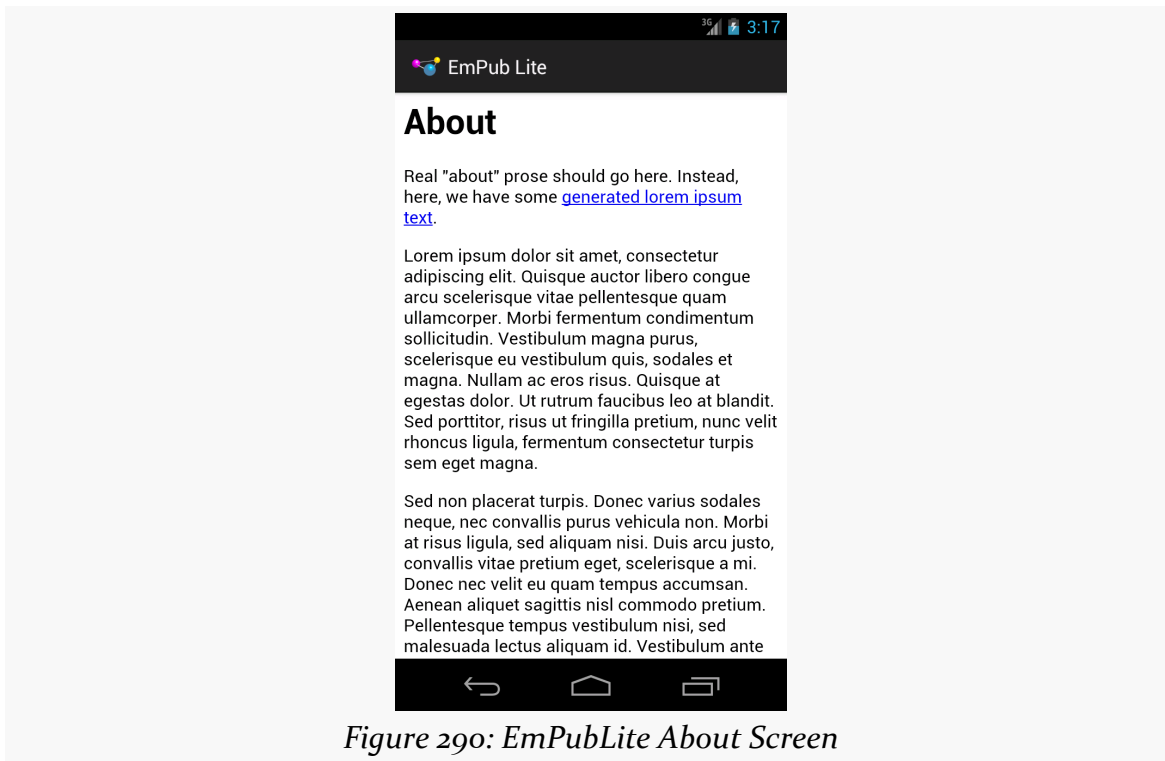 3G 3:17
EmPub Lite
About
Real "about" prose should go here. Instead,
here, we have some generated lorem ipsum
text.
Lorem ipsum dolor sit amet, consectetur
adipiscing elit. Quisque auctor libero congue
arcu scelerisque vitae pellentesque quam
ullamcorper. Morbi fermentum condimentum
sollicitudin. Vestibulum magna purus,
scelerisque eu vestibulum quis, sodales et
magna. Nullam ac eros risus. Quisque at
egestas dolor. Ut rutrum faucibus leo at blandit.
Sed porttitor, risus ut fringilla pretium, nunc velit
rhoncus ligula, fermentum consectetur turpis
sem eget magna.
Sed non placerat turpis. Donec varius sodales
neque, nec convallis purus vehicula non. Morbi
at risus ligula, sed aliquam nisi. Duis arcu justo,
convallis vitae pretium eget, scelerisque a mi.
Donec nec velit eu quam tempus accumsan.
Aenean aliquet sagittis nisl commodo pretium.
Pellentesque tempus vestibulum nisi, sed
malesuada lectus aliquam id. Vestibulum ante
Figure 290: EmPubLite About Screen